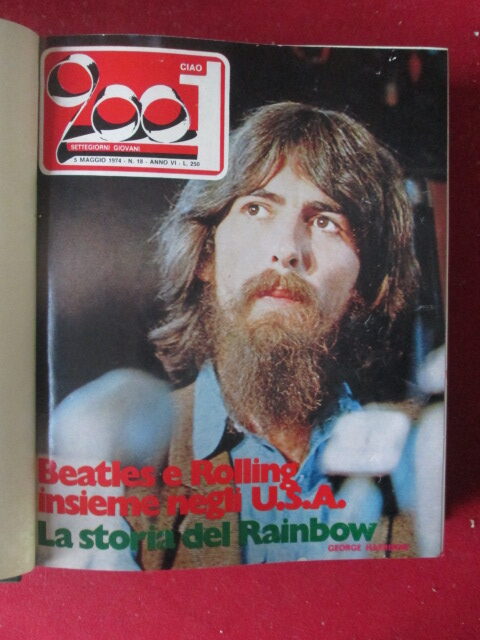 CIAO
2001
SETTEGIORNI GIOVANI
5 MAGGIO 1974 - N. 18 - ANNO VI - L. 250
Beatles e Rolling
insieme negli U.S.A.
La storia del Rainbow
GEORGE HARRISON